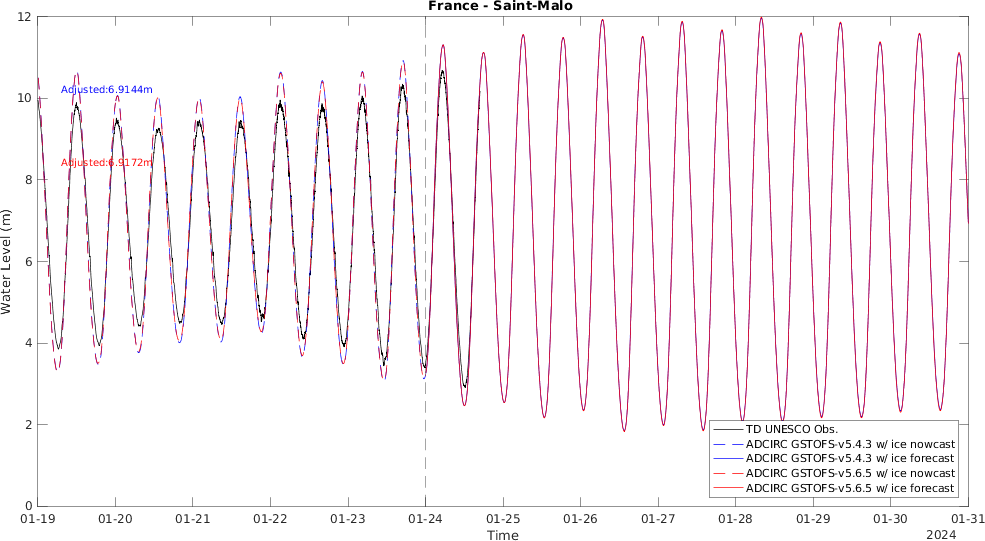 France - Saint-Malo
Water Level (m)
12
10
8
6
4
2
0
Adjusted:6.9144m
Adjusted:6.9172m
TD UNESCO Obs.
ADCIRC GSTOFS-v5.4.3 w/ ice nowcast
ADCIRC GSTOFS-v5.4.3 w/ ice forecast
ADCIRC GSTOFS-v5.6.5 w/ ice nowcast
ADCIRC GSTOFS-v5.6.5 w/ ice forecast
01-19 01-20 01-21 01-22 01-23 01-24 01-25 01-26 01-27 01-28 01-29 01-30 01-31
Time
2024